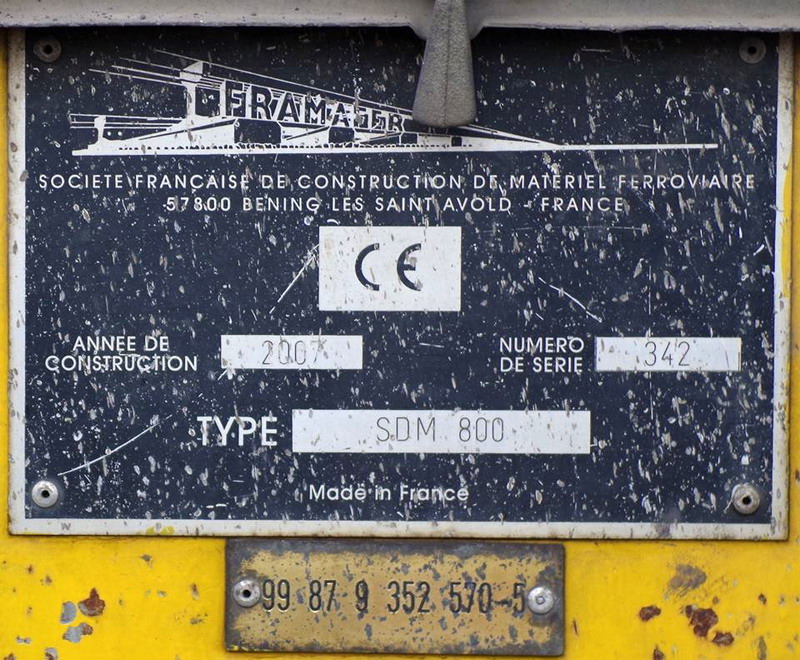 FRAMAFER
SOCIETE FRANCAISE DE CONSTRUCTION DE MATERIEL FERROVIAIRE
57800 BENING LES SAINT AVOLD - FRANCE
CE
ANNEE DE CONSTRUCTION 2007
NUMERO DE SERIE 342
TYPE SDM 800
Made in France
99 87 9 352 570-5